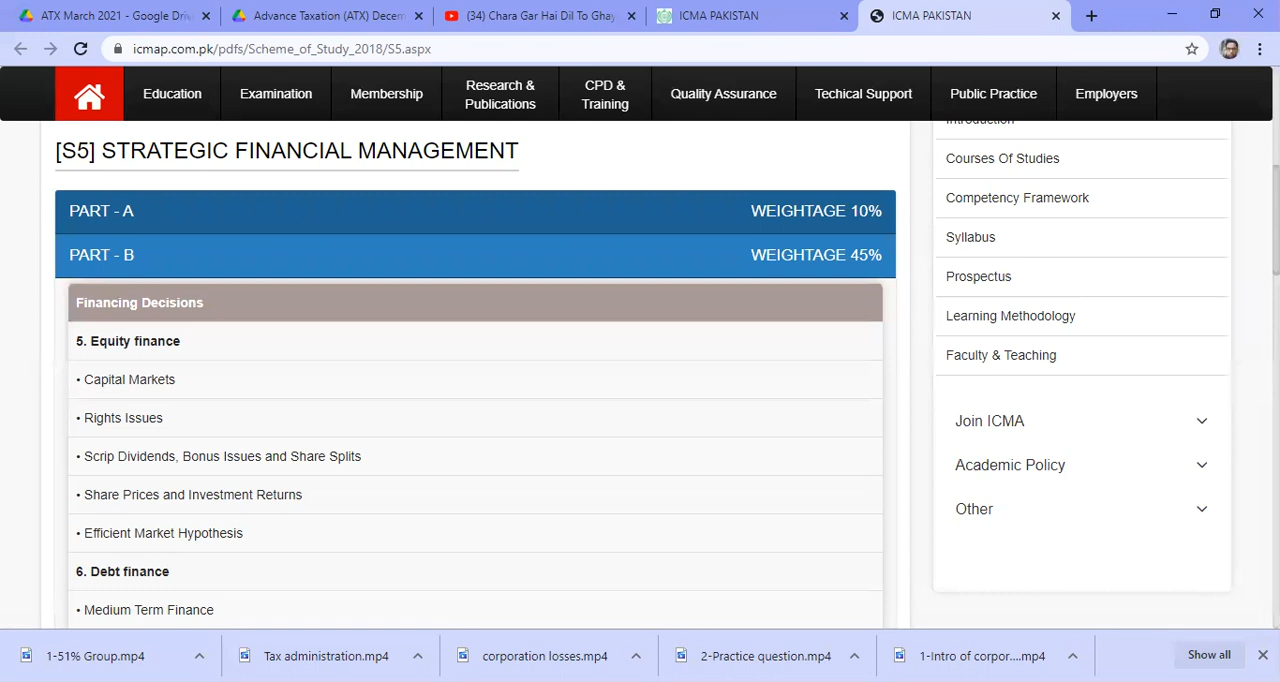 ATX March 2021 - Google Driv
Advance Taxation (ATX) Decem
(34) Chara Gar Hai Dil To Ghay
ICMA PAKISTAN
ICMA PAKISTAN
icmap.com.pk/pdfs/Scheme_of_Study_2018/S5.aspx
Education
Examination
Membership
Research &
Publications
CPD &
Training
Quality Assurance
Techical Support
Public Practice
Employers
[S5] STRATEGIC FINANCIAL MANAGEMENT
PART - A WEIGHTAGE 10%
PART - B WEIGHTAGE 45%
Financing Decisions
5. Equity finance
• Capital Markets
• Rights Issues
• Scrip Dividends, Bonus Issues and Share Splits
• Share Prices and Investment Returns
• Efficient Market Hypothesis
6. Debt finance
• Medium Term Finance
Introduction
Courses Of Studies
Competency Framework
Syllabus
Prospectus
Learning Methodology
Faculty & Teaching
Join ICMA
Academic Policy
Other
1-51% Group.mp4
Tax administration.mp4
corporation losses.mp4
2-Practice question.mp4
1-Intro of corpor....mp4
Show all